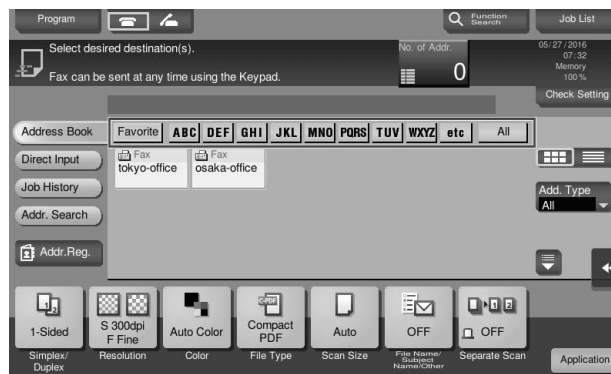 Program
Function
Search
Job List
Select desired destination(s).
Fax can be sent at any time using the Keypad.
No. of Addr.
0
05/27/2016
07:32
Memory
100%
Check Setting
Address Book
Favorite ABC DEF GHI JKL MNO PQRS TUV WXYZ etc All
Direct Input
Job History
Addr. Search
Addr.Reg.
Fax
tokyo-office
Fax
osaka-office
Add. Type
All
1-Sided
S 300dpi
F Fine
Auto Color
Compact
PDF
Auto
OFF
OFF
Simplex/
Duplex
Resolution
Color
File Type
Scan Size
File Name/
Subject
Name/Other
Separate Scan
Application